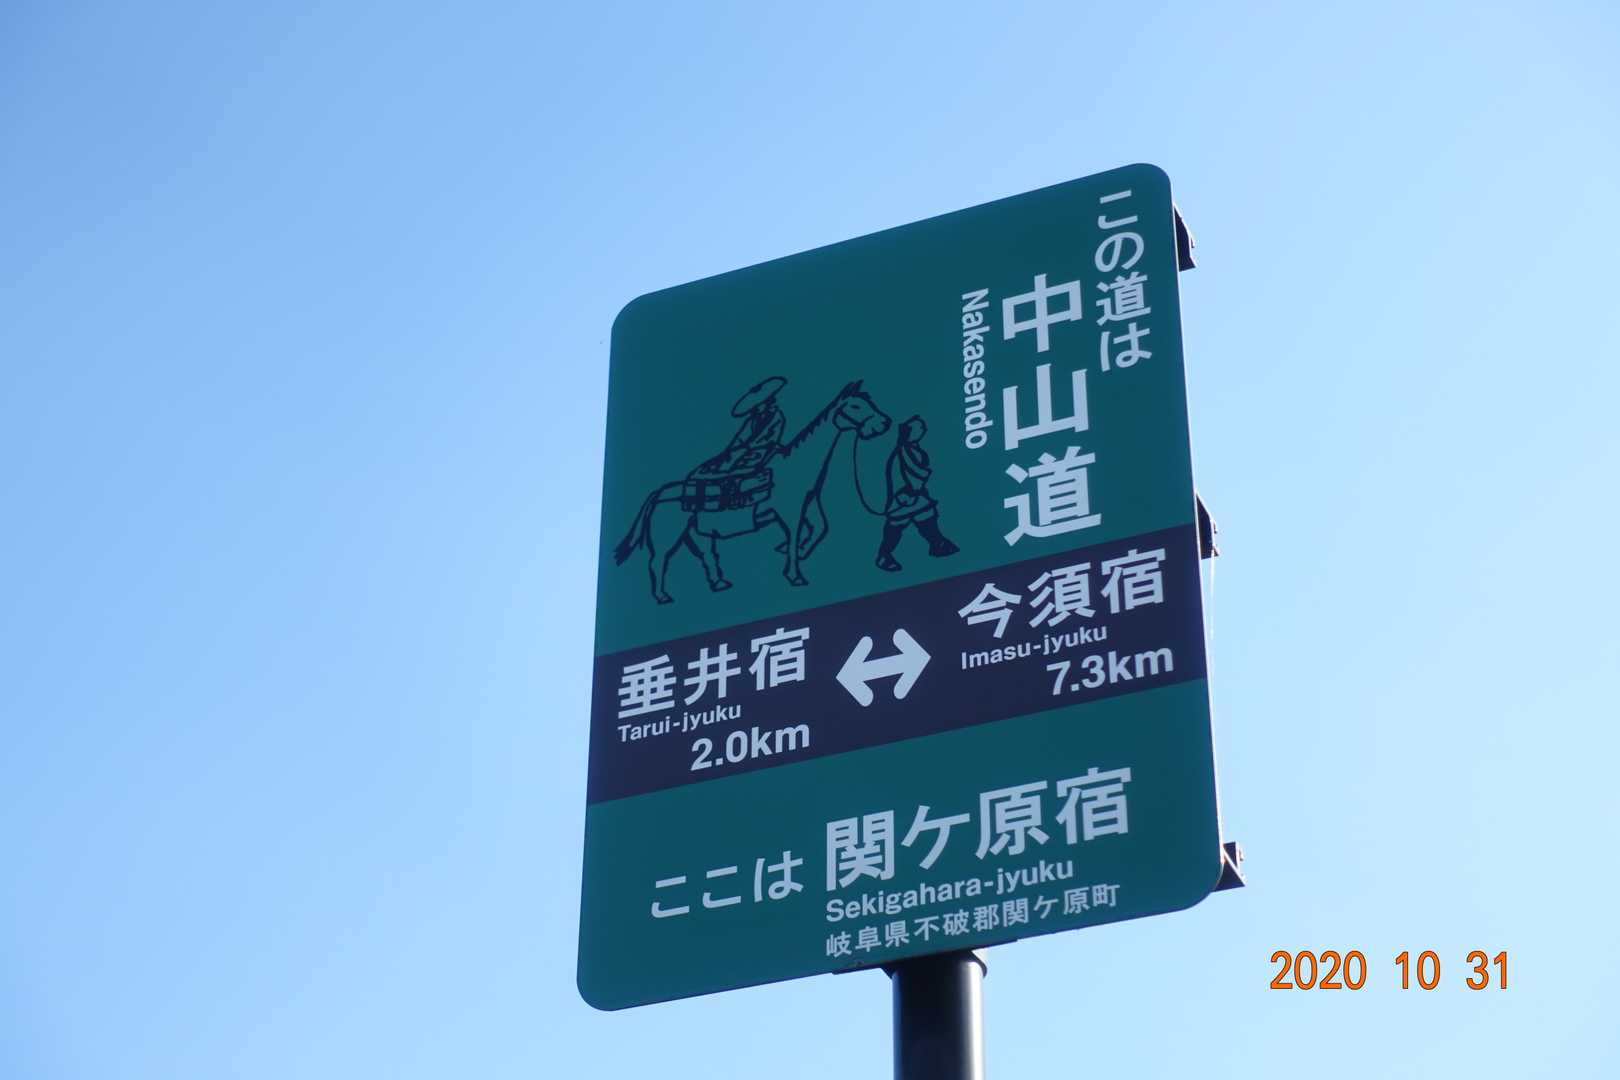 この道は
中山道
Nakasendo
垂井宿
Tarui-jyuku
2.0km
今須宿
Imasu-jyuku
7.3km
ここは 関ケ原宿
Sekigahara-jyuku
岐阜県不破郡関ケ原町
2020 10 31